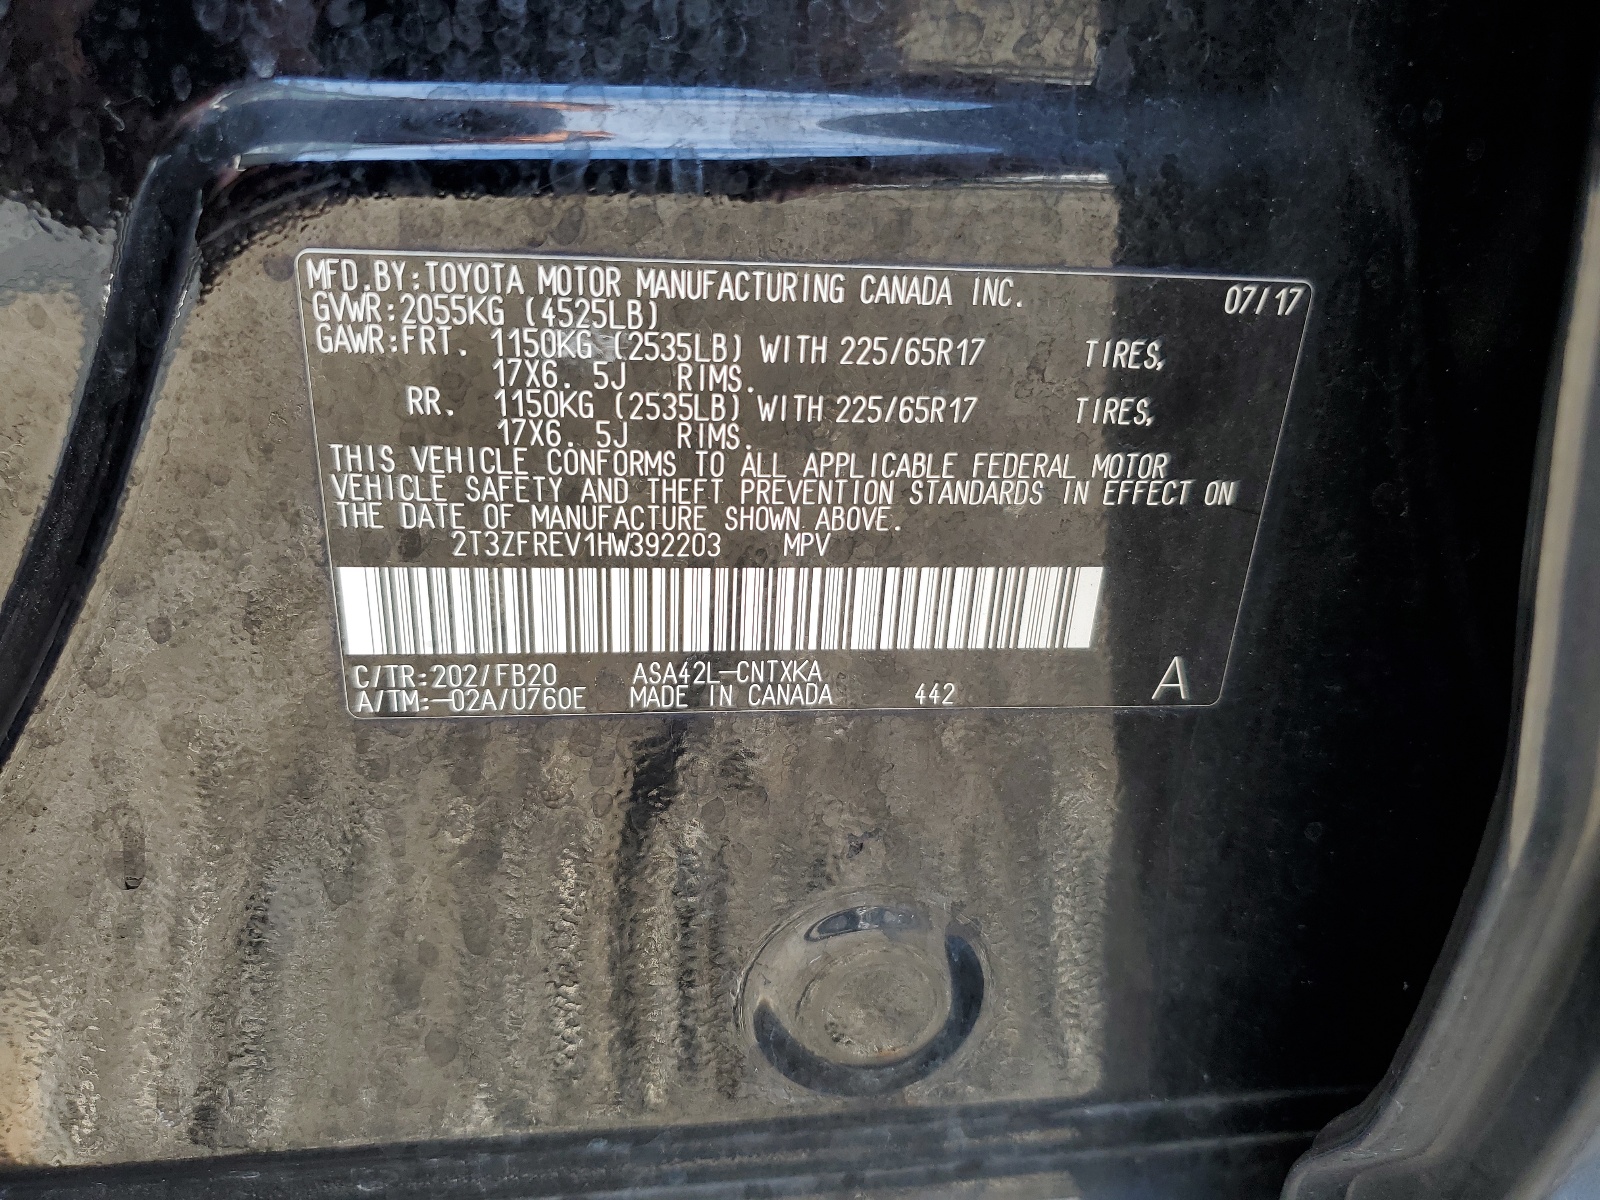 MFD.BY:TOYOTA MOTOR MANUFACTURING CANADA INC. 07/17
GVWR:2055KG (4525LB)
GAWR:FRT. 1150KG (2535LB) WITH 225/65R17 TIRES,
17X6. 5J RIMS.
RR. 1150KG (2535LB) WITH 225/65R17 TIRES,
17X6. 5J RIMS.
THIS VEHICLE CONFORMS TO ALL APPLICABLE FEDERAL MOTOR
VEHICLE SAFETY AND THEFT PREVENTION STANDARDS IN EFFECT ON
THE DATE OF MANUFACTURE SHOWN ABOVE.
2T3ZFREV1HW392203 MPV
C/TR:202/FB20 ASA42L-CNTXKA A
A/TM:-02A/U760E MADE IN CANADA 442